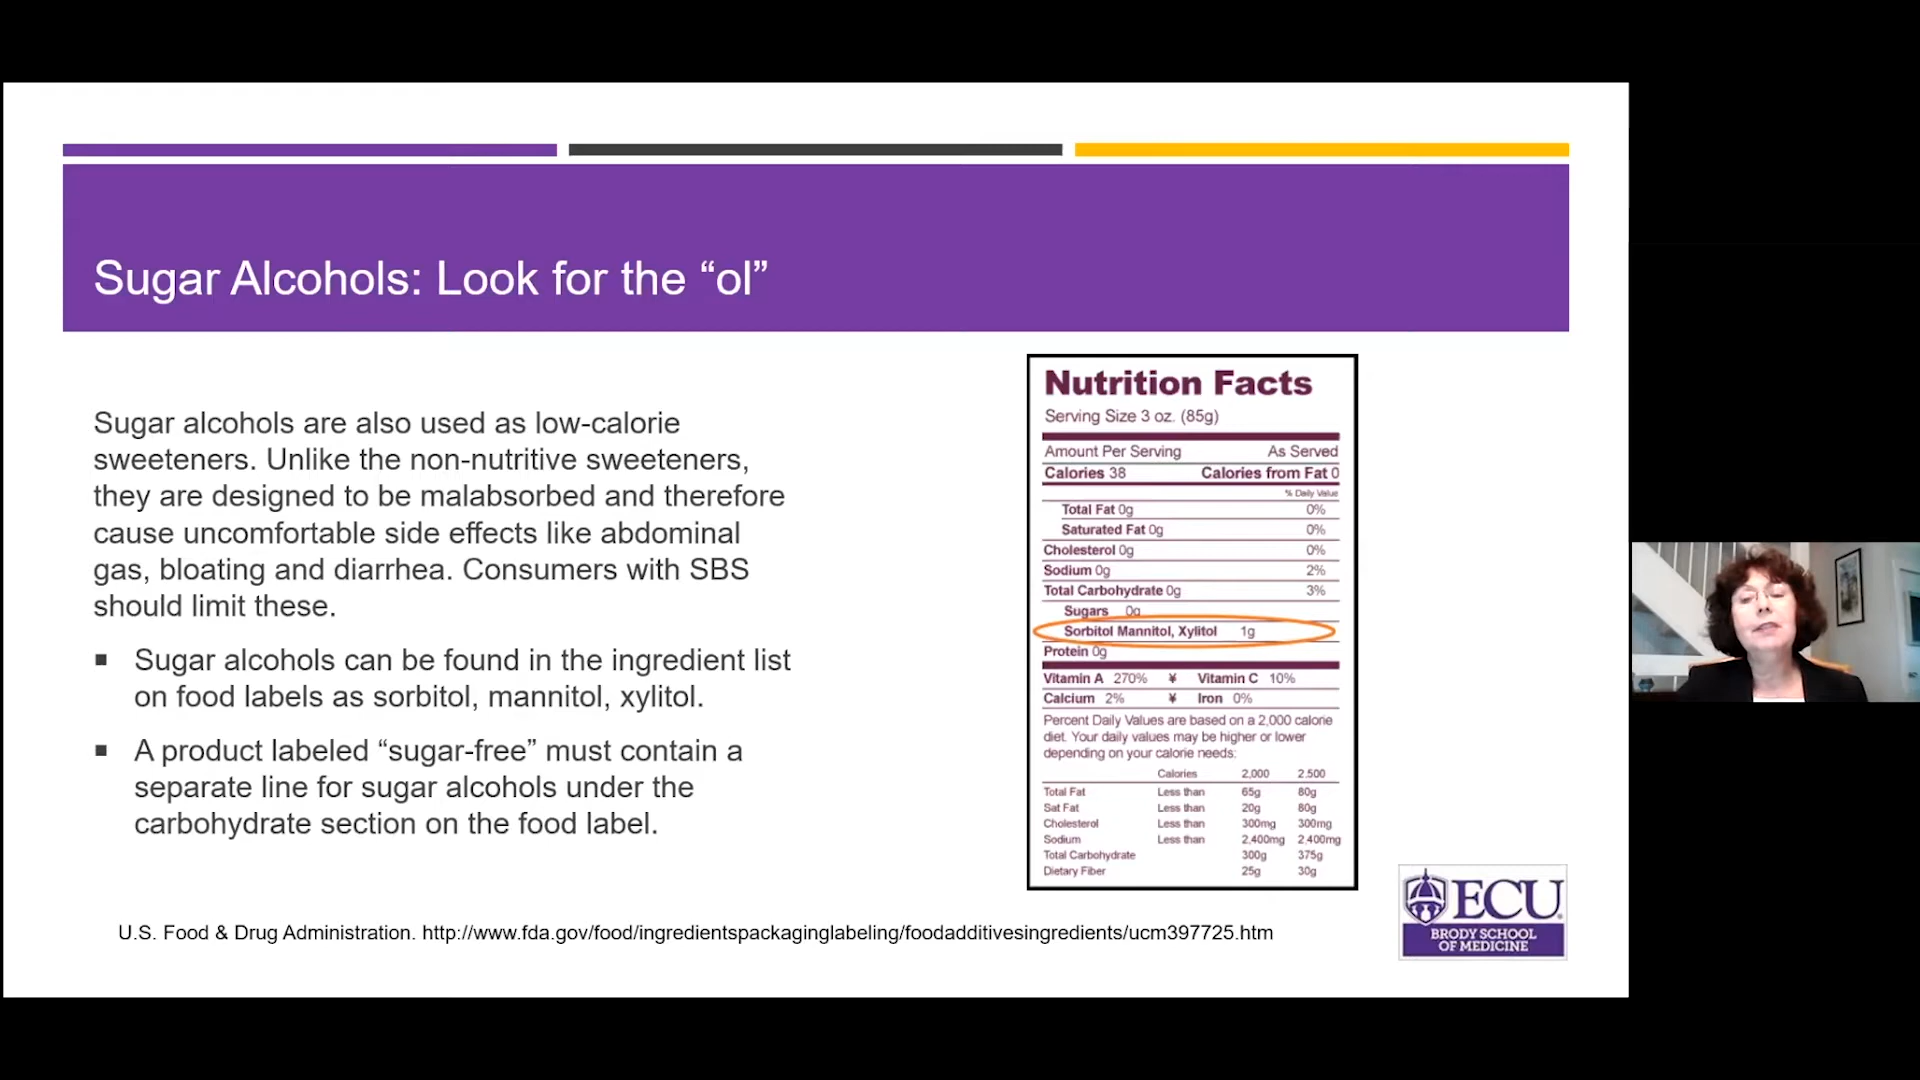 Sugar Alcohols: Look for the “ol”
Sugar alcohols are also used as low-calorie
sweeteners. Unlike the non-nutritive sweeteners,
they are designed to be malabsorbed and therefore
cause uncomfortable side effects like abdominal
gas, bloating and diarrhea. Consumers with SBS
should limit these.
▪ Sugar alcohols can be found in the ingredient list
on food labels as sorbitol, mannitol, xylitol.
▪ A product labeled “sugar-free” must contain a
separate line for sugar alcohols under the
carbohydrate section on the food label.
Nutrition Facts
Serving Size 3 oz. (85g)
Amount Per Serving As Served
Calories 38 Calories from Fat 0
% Daily Value
Total Fat 0g 0%
Saturated Fat 0g 0%
Cholesterol 0g 0%
Sodium 0g 2%
Total Carbohydrate 0g 3%
Sugars 0g
Sorbitol Mannitol, Xylitol 1g
Protein 0g
Vitamin A 270% ¥ Vitamin C 10%
Calcium 2% ¥ Iron 0%
Percent Daily Values are based on a 2,000 calorie
diet. Your daily values may be higher or lower
depending on your calorie needs:
Calories 2,000 2.500
Total Fat Less than 65g 80g
Sat Fat Less than 20g 80g
Cholesterol Less than 300mg 300mg
Sodium Less than 2,400mg 2.400mg
Total Carbohydrate 300g 375g
Dietary Fiber 25g 30g
U.S. Food & Drug Administration. http://www.fda.gov/food/ingredientspackaginglabeling/foodadditivesingredients/ucm397725.htm
ECU
BRODY SCHOOL
OF MEDICINE